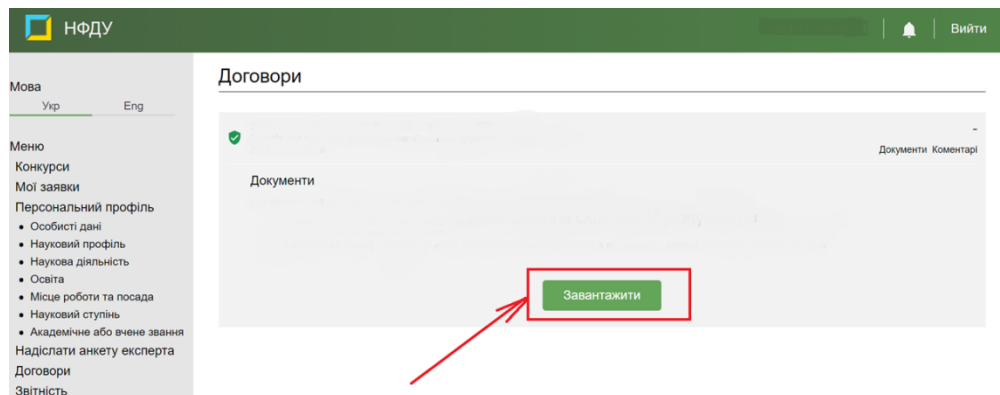 НФДУ
Вийти
Мова
Укр Eng
Меню
Конкурси
Мої заявки
Персональний профіль
• Особисті дані
• Науковий профіль
• Наукова діяльність
• Освіта
• Місце роботи та посада
• Науковий ступінь
• Академічне або вчене звання
Надіслати анкету експерта
Договори
Звітність
Договори
-
Документи Коментарі
Документи
Завантажити